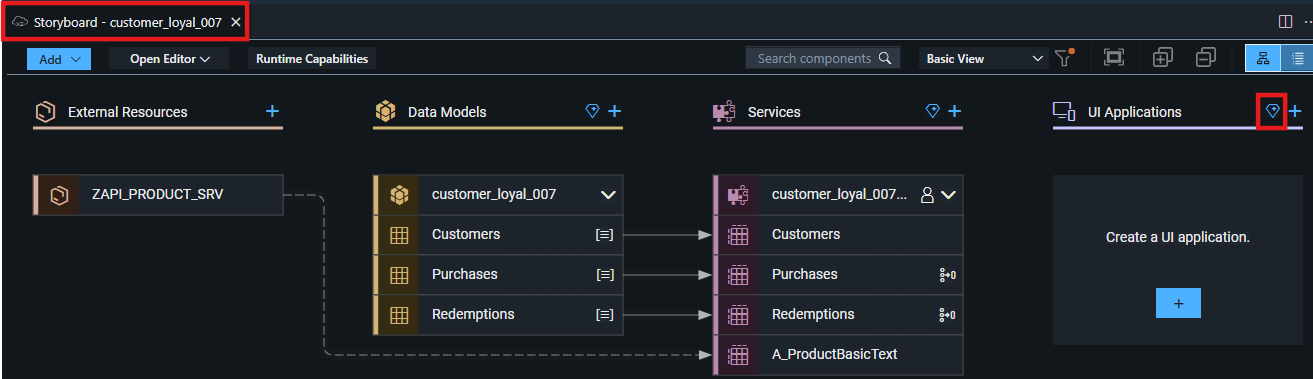 Storyboard - customer_loyal_007
Add
Open Editor
Runtime Capabilities
Search components
Basic View
External Resources
Data Models
Services
UI Applications
ZAPI_PRODUCT_SRV
customer_loyal_007
customer_loyal_007...
Customers
Customers
Create a UI application.
Purchases
Purchases
Redemptions
Redemptions
A_ProductBasicText